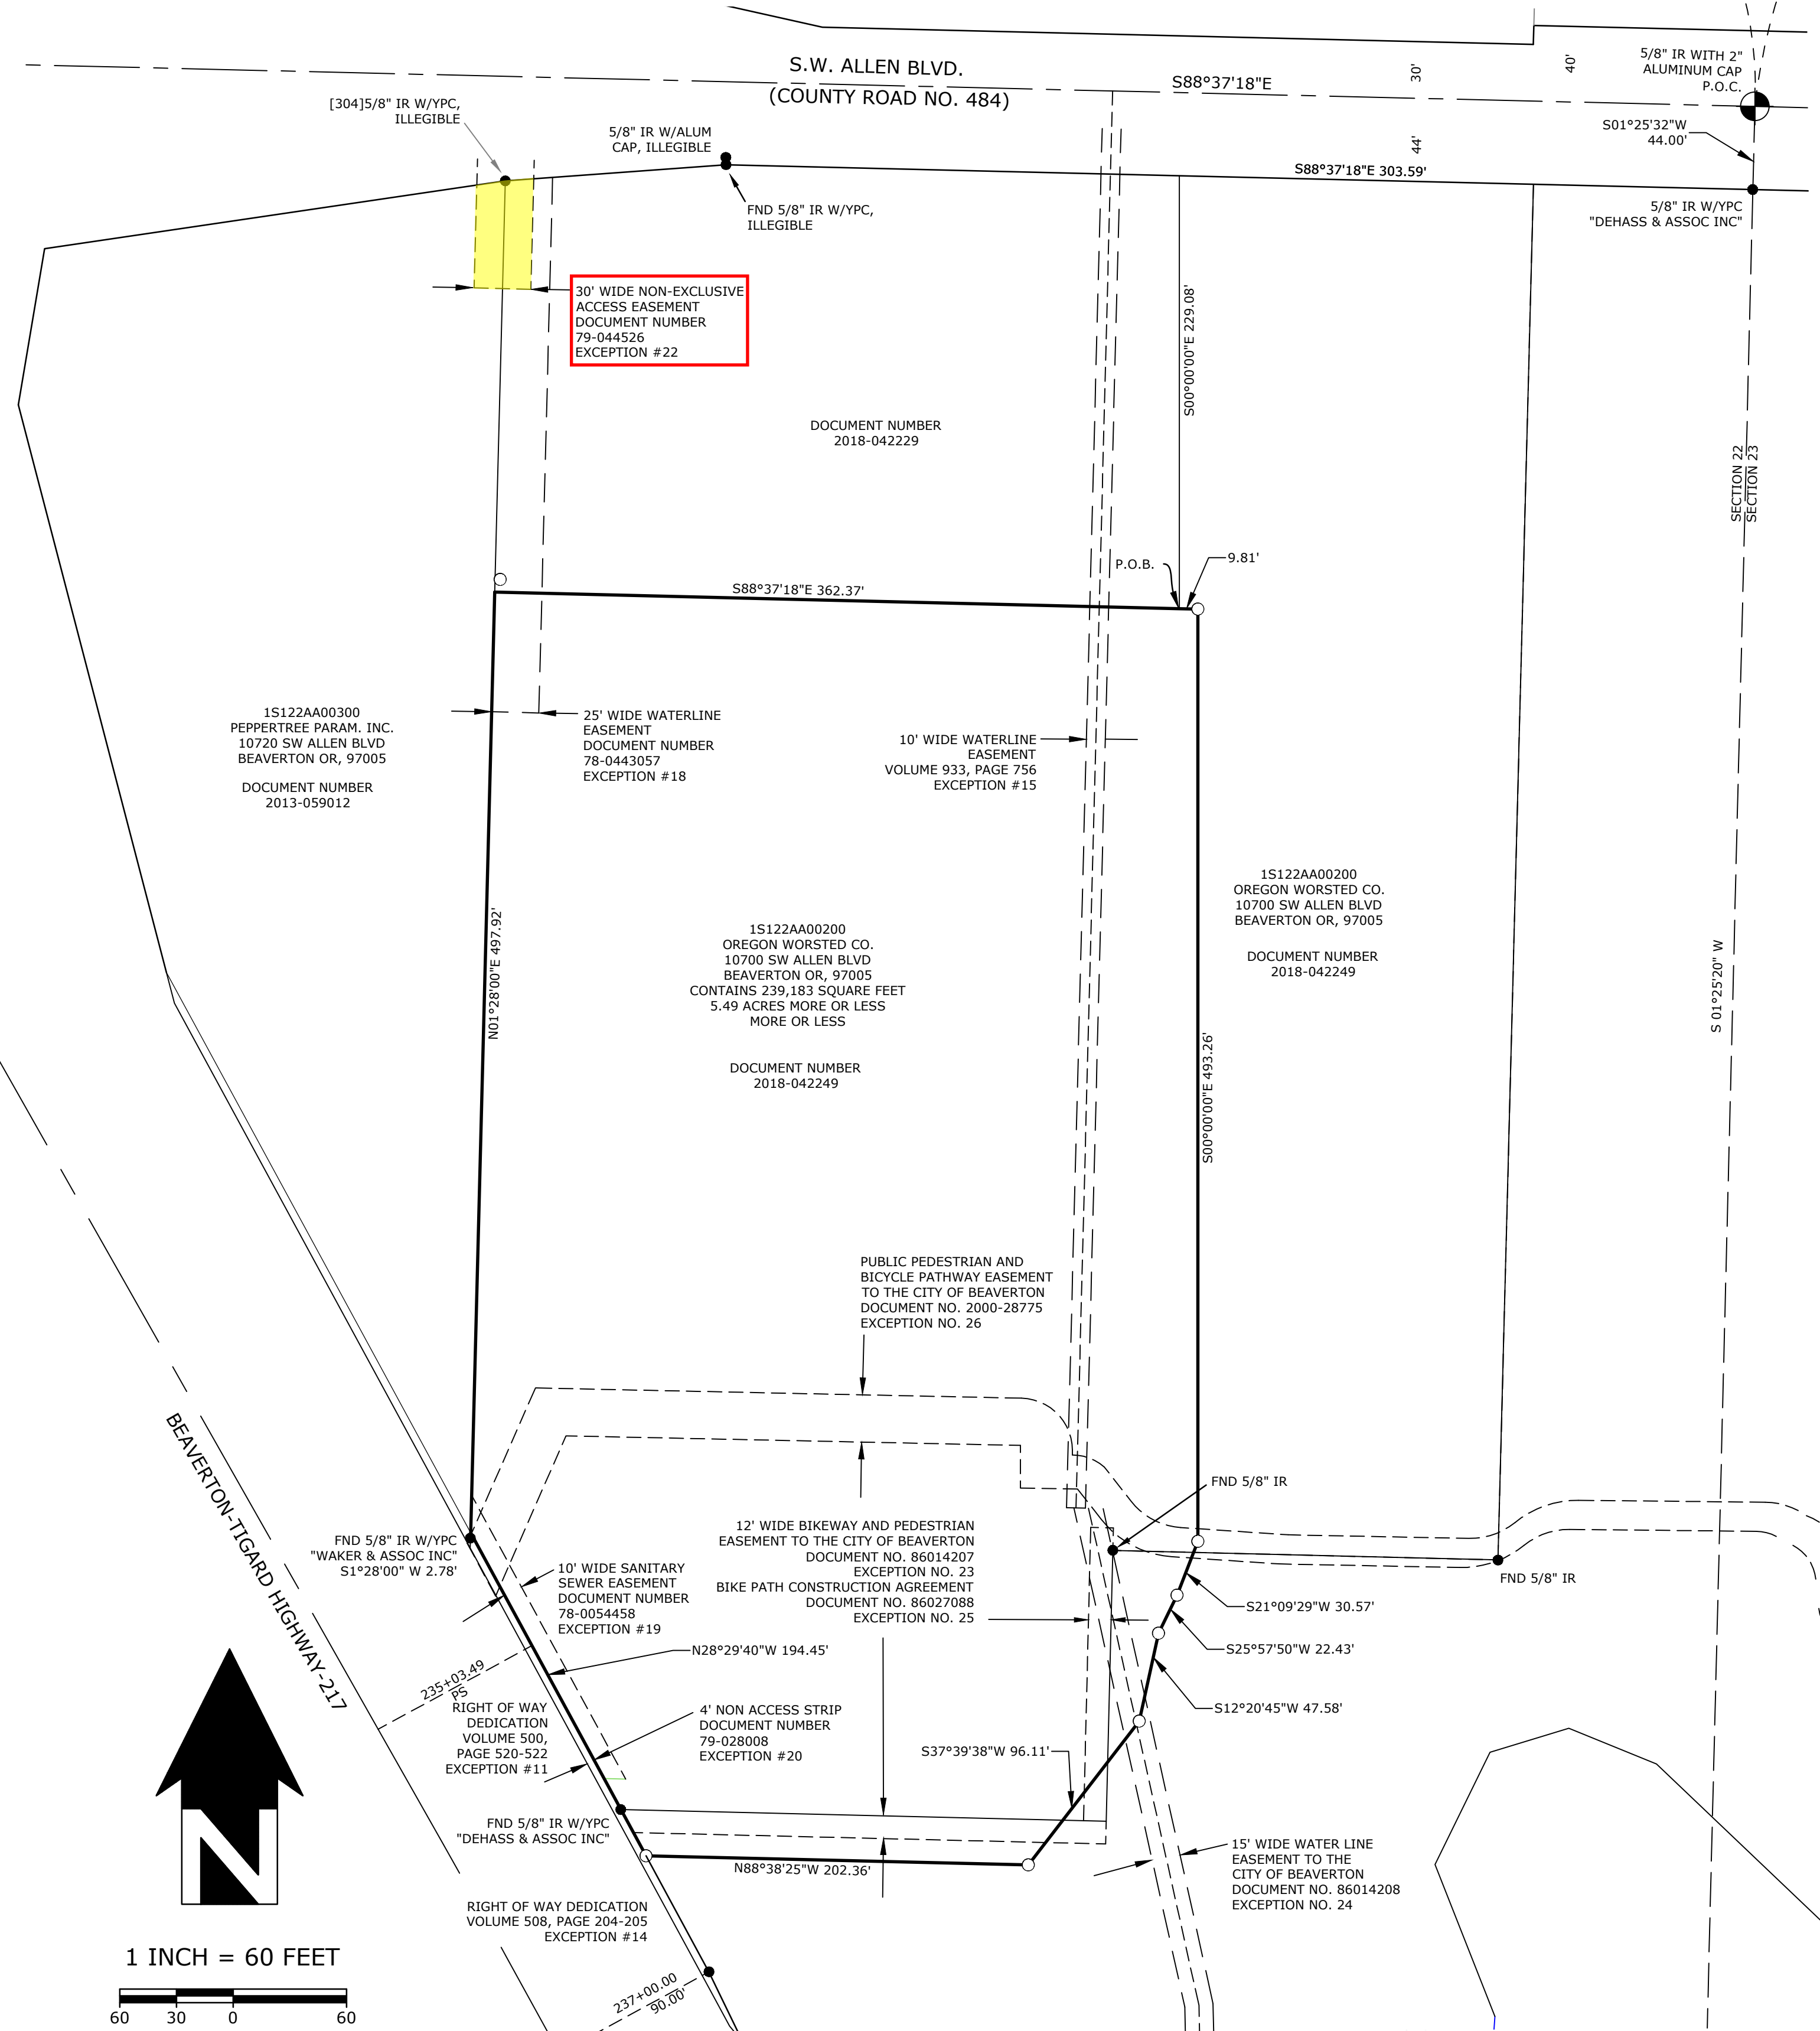 S.W. ALLEN BLVD.
(COUNTY ROAD NO. 484)
S88°37'18"E
30'
40'
44'
5/8" IR WITH 2"
ALUMINUM CAP
P.O.C.
S01°25'32"W
44.00'
[304]5/8" IR W/YPC,
ILLEGIBLE
5/8" IR W/ALUM
CAP, ILLEGIBLE
FND 5/8" IR W/YPC,
ILLEGIBLE
S88°37'18"E 303.59'
5/8" IR W/YPC
"DEHASS & ASSOC INC"
30' WIDE NON-EXCLUSIVE
ACCESS EASEMENT
DOCUMENT NUMBER
79-044526
EXCEPTION #22
S00°00'00"E 229.08'
DOCUMENT NUMBER
2018-042229
SECTION 22
SECTION 23
P.O.B.
9.81'
S88°37'18"E 362.37'
1S122AA00300
PEPPERTREE PARAM. INC.
10720 SW ALLEN BLVD
BEAVERTON OR, 97005
DOCUMENT NUMBER
2013-059012
25' WIDE WATERLINE
EASEMENT
DOCUMENT NUMBER
78-0443057
EXCEPTION #18
10' WIDE WATERLINE
EASEMENT
VOLUME 933, PAGE 756
EXCEPTION #15
N01°28'00"E 497.92'
1S122AA00200
OREGON WORSTED CO.
10700 SW ALLEN BLVD
BEAVERTON OR, 97005
CONTAINS 239,183 SQUARE FEET
5.49 ACRES MORE OR LESS
MORE OR LESS
DOCUMENT NUMBER
2018-042249
1S122AA00200
OREGON WORSTED CO.
10700 SW ALLEN BLVD
BEAVERTON OR, 97005
DOCUMENT NUMBER
2018-042249
S00°00'00"E 493.26'
S 01°25'20" W
PUBLIC PEDESTRIAN AND
BICYCLE PATHWAY EASEMENT
TO THE CITY OF BEAVERTON
DOCUMENT NO. 2000-28775
EXCEPTION NO. 26
BEAVERTON-TIGARD HIGHWAY-217
FND 5/8" IR
FND 5/8" IR W/YPC
"WAKER & ASSOC INC"
S1°28'00" W 2.78'
10' WIDE SANITARY
SEWER EASEMENT
DOCUMENT NUMBER
78-0054458
EXCEPTION #19
12' WIDE BIKEWAY AND PEDESTRIAN
EASEMENT TO THE CITY OF BEAVERTON
DOCUMENT NO. 86014207
EXCEPTION NO. 23
BIKE PATH CONSTRUCTION AGREEMENT
DOCUMENT NO. 86027088
EXCEPTION NO. 25
FND 5/8" IR
S21°09'29"W 30.57'
S25°57'50"W 22.43'
N28°29'40"W 194.45'
235+03.49
PS
S12°20'45"W 47.58'
RIGHT OF WAY
DEDICATION
VOLUME 500,
PAGE 520-522
EXCEPTION #11
4' NON ACCESS STRIP
DOCUMENT NUMBER
79-028008
EXCEPTION #20
S37°39'38"W 96.11'
FND 5/8" IR W/YPC
"DEHASS & ASSOC INC"
N88°38'25"W 202.36'
15' WIDE WATER LINE
EASEMENT TO THE
CITY OF BEAVERTON
DOCUMENT NO. 86014208
EXCEPTION NO. 24
RIGHT OF WAY DEDICATION
VOLUME 508, PAGE 204-205
EXCEPTION #14
N
1 INCH = 60 FEET
60 30 0 60
237+00.00
90.00'